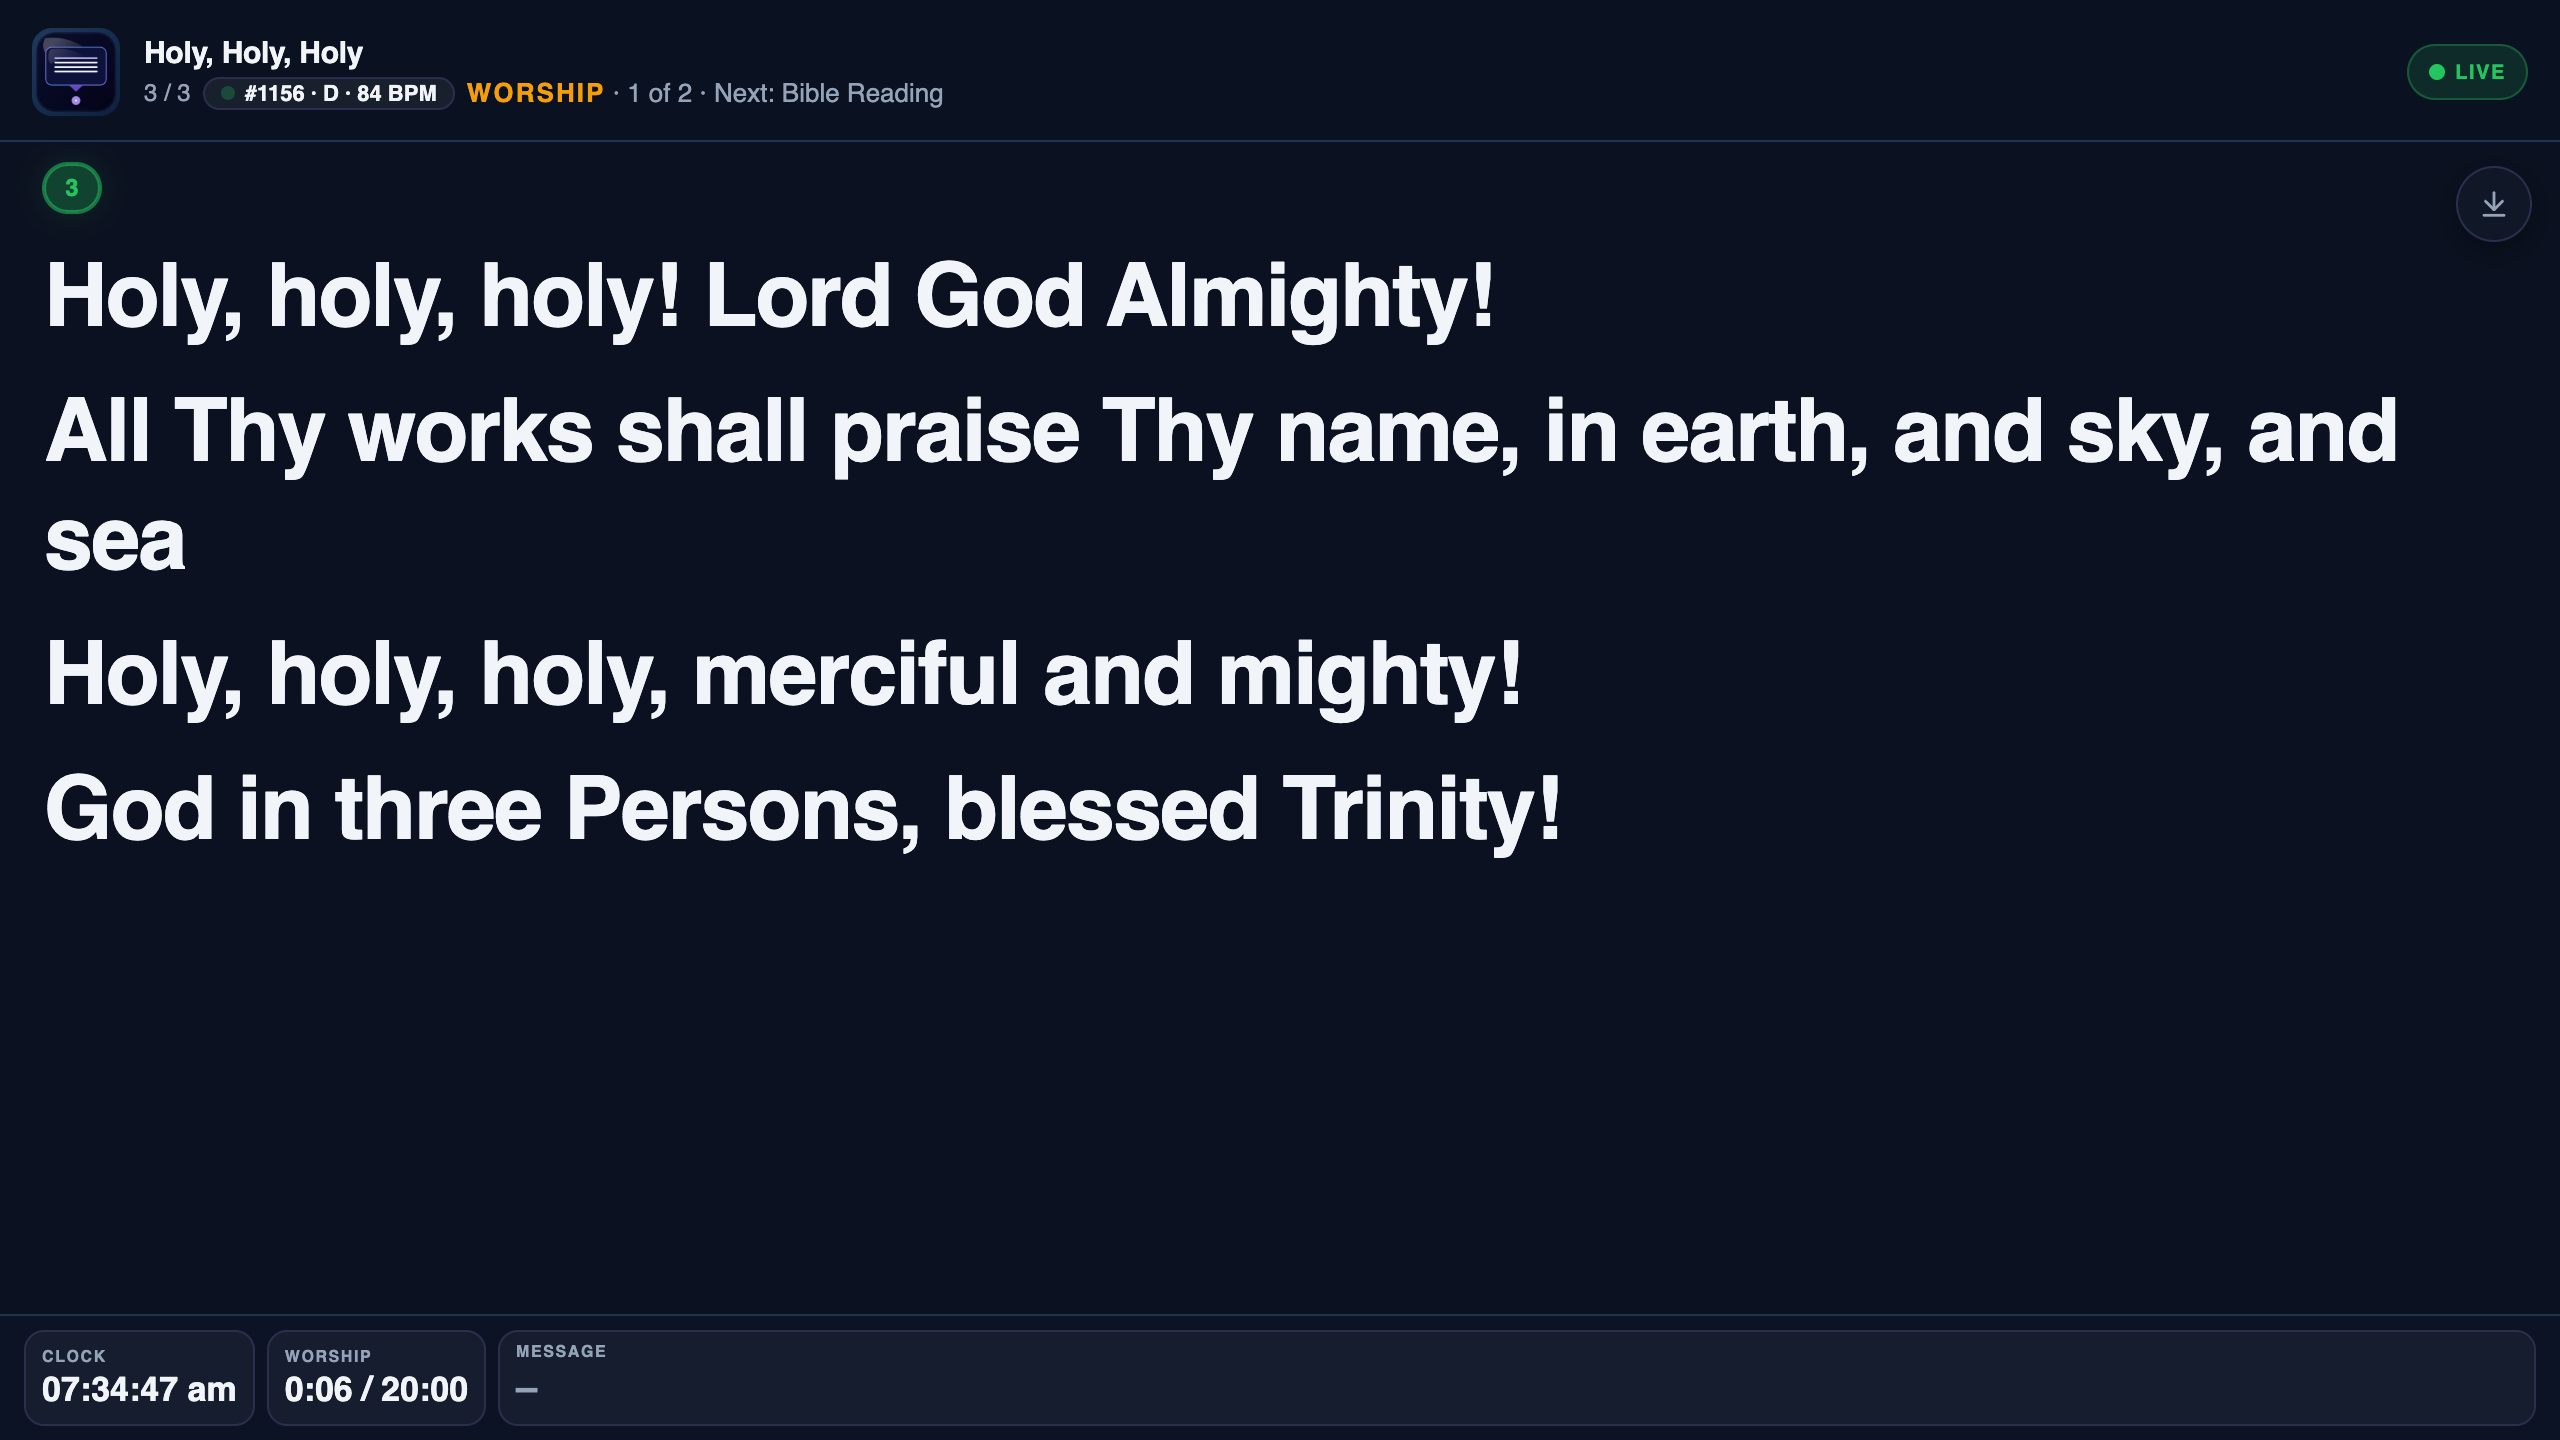 Holy, Holy, Holy
3 / 3 #1156 · D · 84 BPM WORSHIP · 1 of 2 · Next: Bible Reading
LIVE
3
Holy, holy, holy! Lord God Almighty!
All Thy works shall praise Thy name, in earth, and sky, and
sea
Holy, holy, holy, merciful and mighty!
God in three Persons, blessed Trinity!
CLOCK
07:34:47 am
WORSHIP
0:06 / 20:00
MESSAGE
–